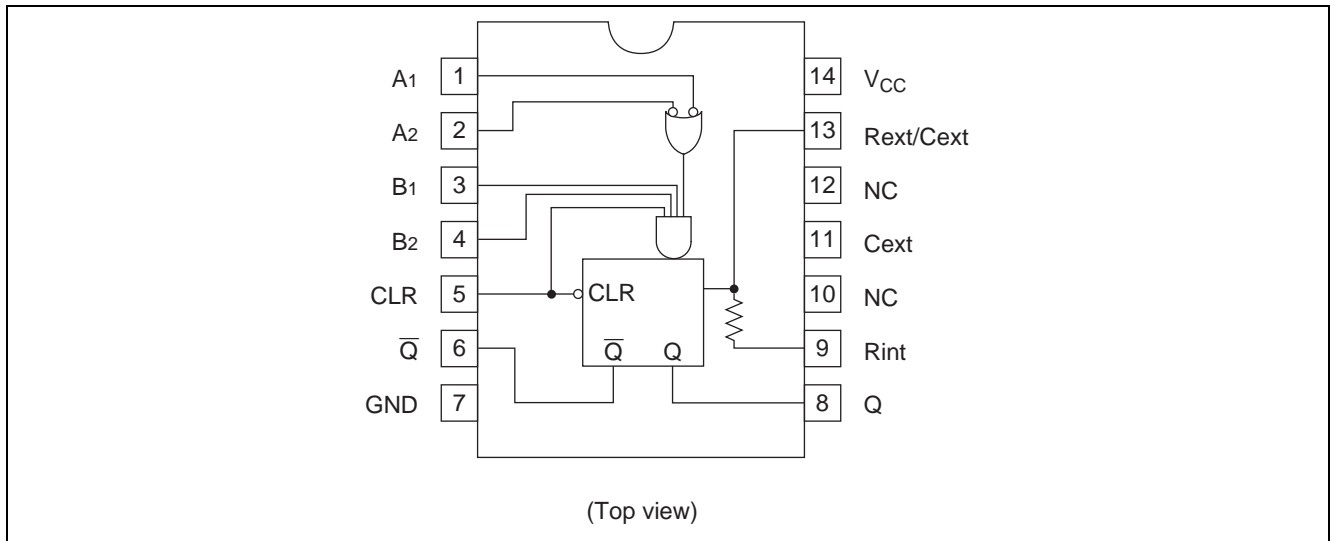 A1 1
A2 2
B1 3
B2 4
CLR 5
Q̅ 6
GND 7
14 VCC
13 Rext/Cext
12 NC
11 Cext
10 NC
9 Rint
8 Q
CLR
Q̅ Q
(Top view)